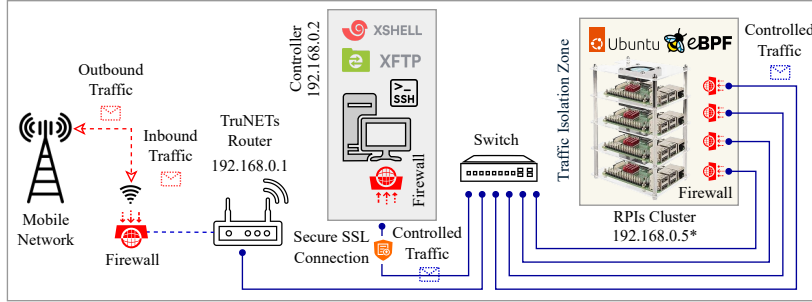 Outbound
Traffic
Inbound
Traffic
Mobile
Network
Firewall
TruNETs
Router
192.168.0.1
Controller
192.168.0.2
XSHELL
XFTP
>_
SSH
Firewall
Secure SSL
Connection
Controlled
Traffic
Switch
Traffic Isolation Zone
Ubuntu
eBPF
Firewall
RPIs Cluster
192.168.0.5*
Controlled
Traffic